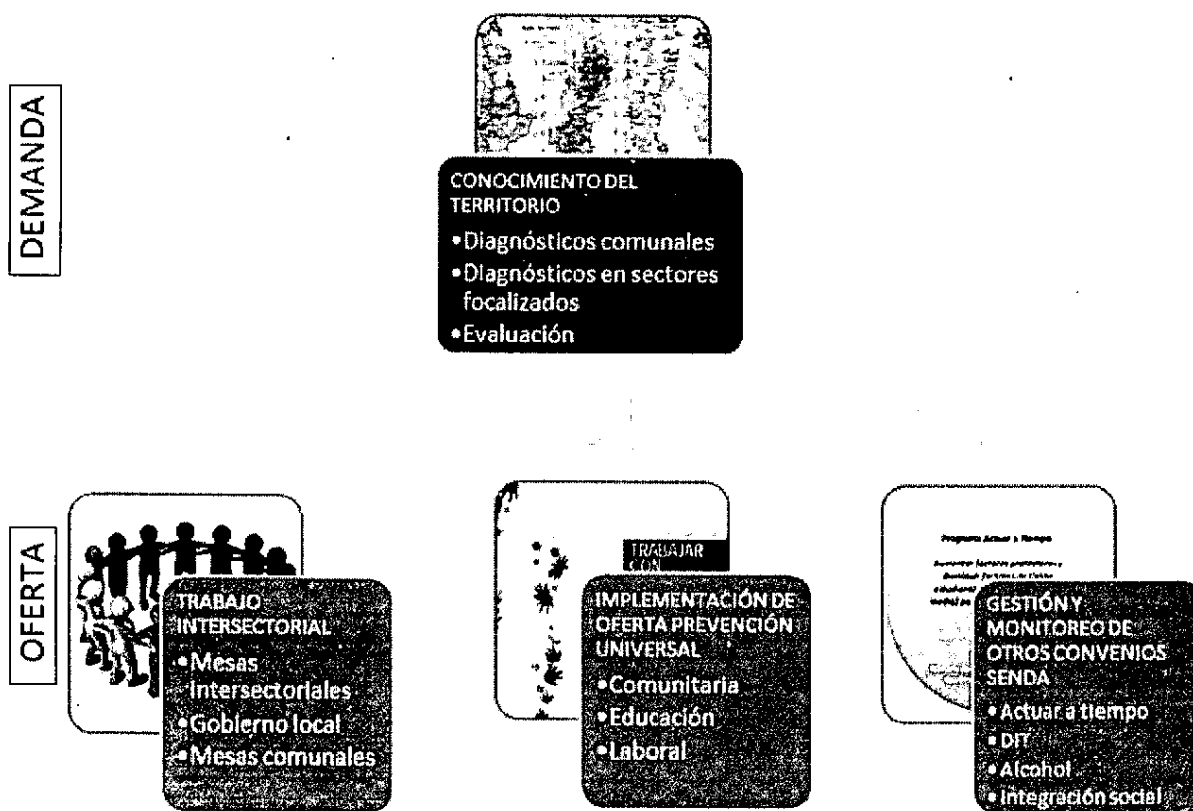 DEMANDA
CONOCIMIENTO DEL
TERRITORIO
•Diagnósticos comunales
•Diagnósticos en sectores
focalizados
•Evaluación
OFERTA
TRABAJO
INTERSECTORIAL
•Mesas
Intersectoriales
•Gobierno local
•Mesas comunales
TRABAJAR
CON
IMPLEMENTACIÓN DE
OFERTA PREVENCIÓN
UNIVERSAL
•Comunitaria
•Educación
•Laboral
Programa Actuar a Tiempo
GESTIÓN Y
MONITOREO DE
OTROS CONVENIOS
SENDA
•Actuar a tiempo
•DIT
•Alcohol
•Integración social